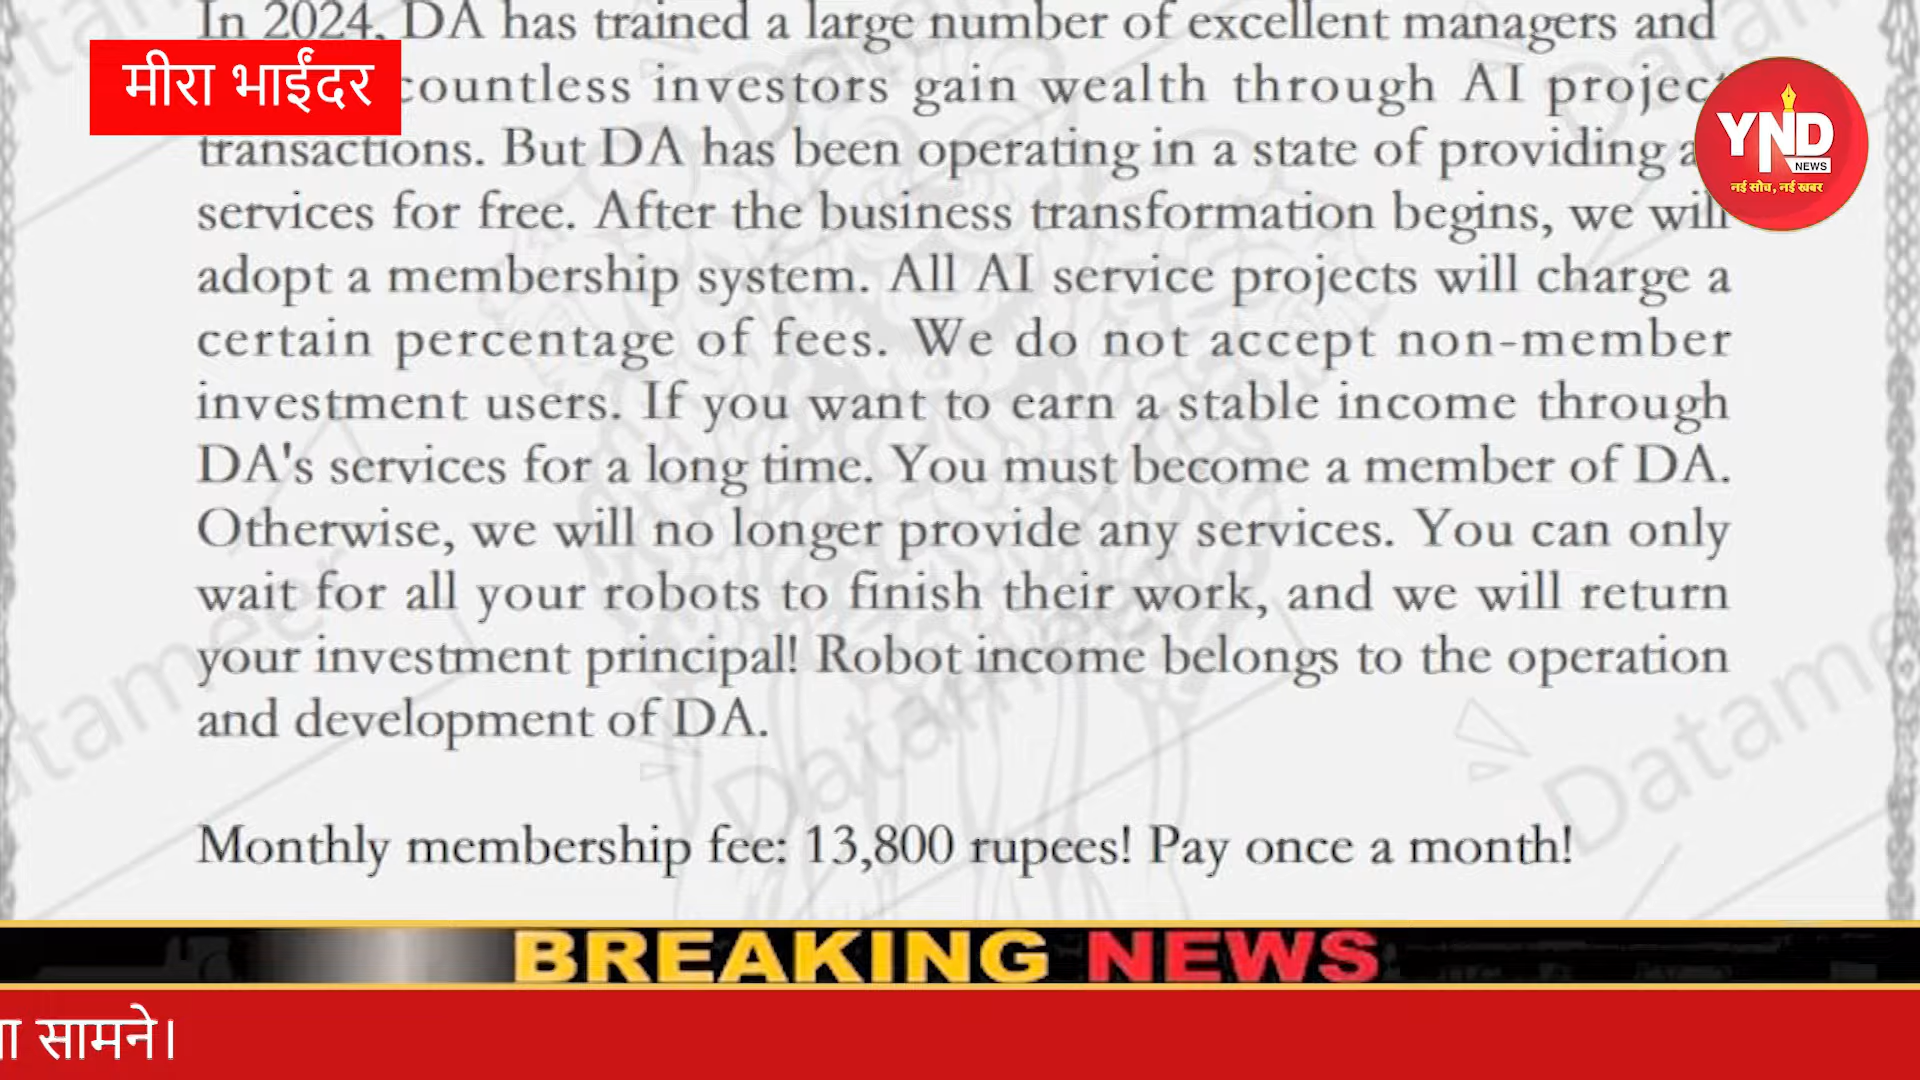 In 2024, DA has trained a large number of excellent managers and
मीरा भाईंदर
countless investors gain wealth through AI project
transactions. But DA has been operating in a state of providing
services for free. After the business transformation begins, we will
adopt a membership system. All AI service projects will charge a
certain percentage of fees. We do not accept non-member
investment users. If you want to earn a stable income through
DA's services for a long time. You must become a member of DA.
Otherwise, we will no longer provide any services. You can only
wait for all your robots to finish their work, and we will return
your investment principal! Robot income belongs to the operation
and development of DA.
Monthly membership fee: 13,800 rupees! Pay once a month!
YND
NEWS
नई सोच, नई खबर
Datameet
Datame
BREAKING NEWS
सामने।